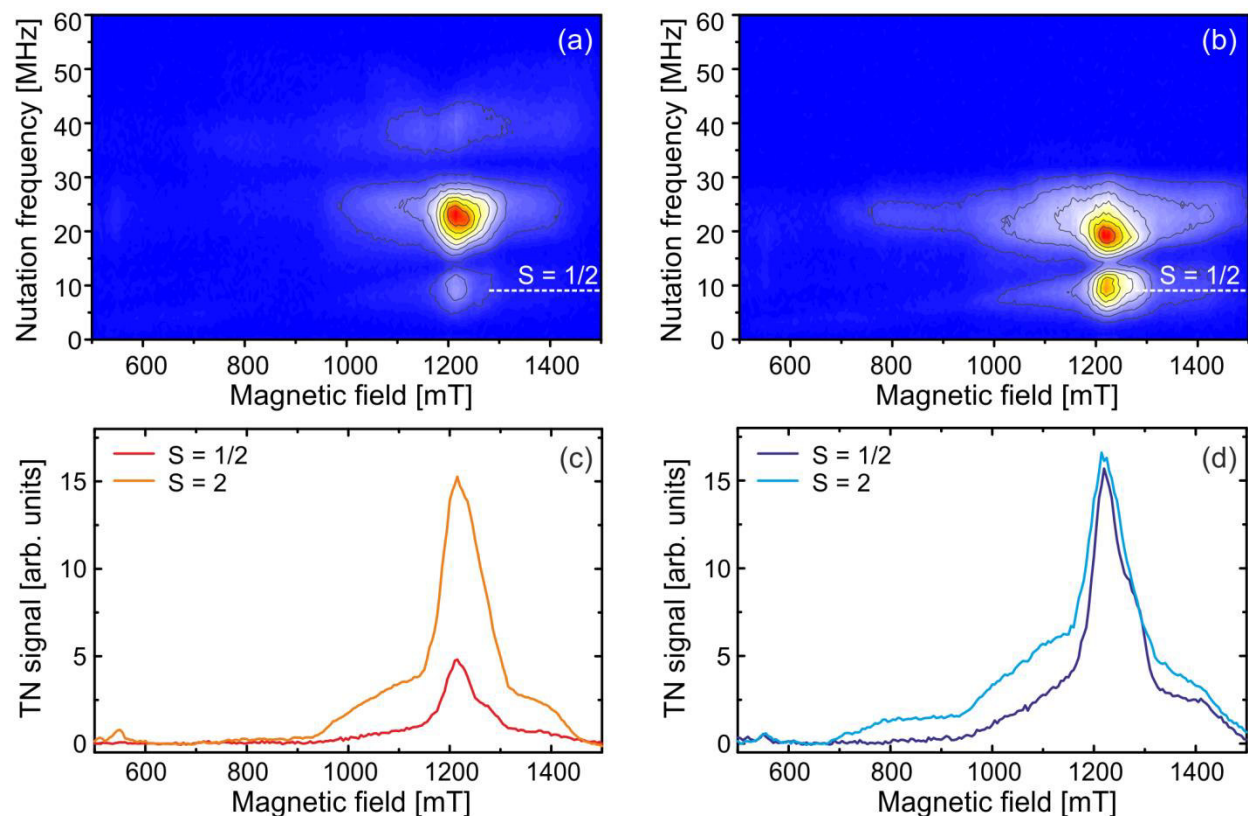 (a)
Nutation frequency [MHz]
60
50
40
30
20
10
0
S = 1/2
600 800 1000 1200 1400
Magnetic field [mT]
(b)
Nutation frequency [MHz]
60
50
40
30
20
10
0
S = 1/2
600 800 1000 1200 1400
Magnetic field [mT]
(c)
TN signal [arb. units]
15
10
5
0
S = 1/2
S = 2
600 800 1000 1200 1400
Magnetic field [mT]
(d)
TN signal [arb. units]
15
10
5
0
S = 1/2
S = 2
600 800 1000 1200 1400
Magnetic field [mT]